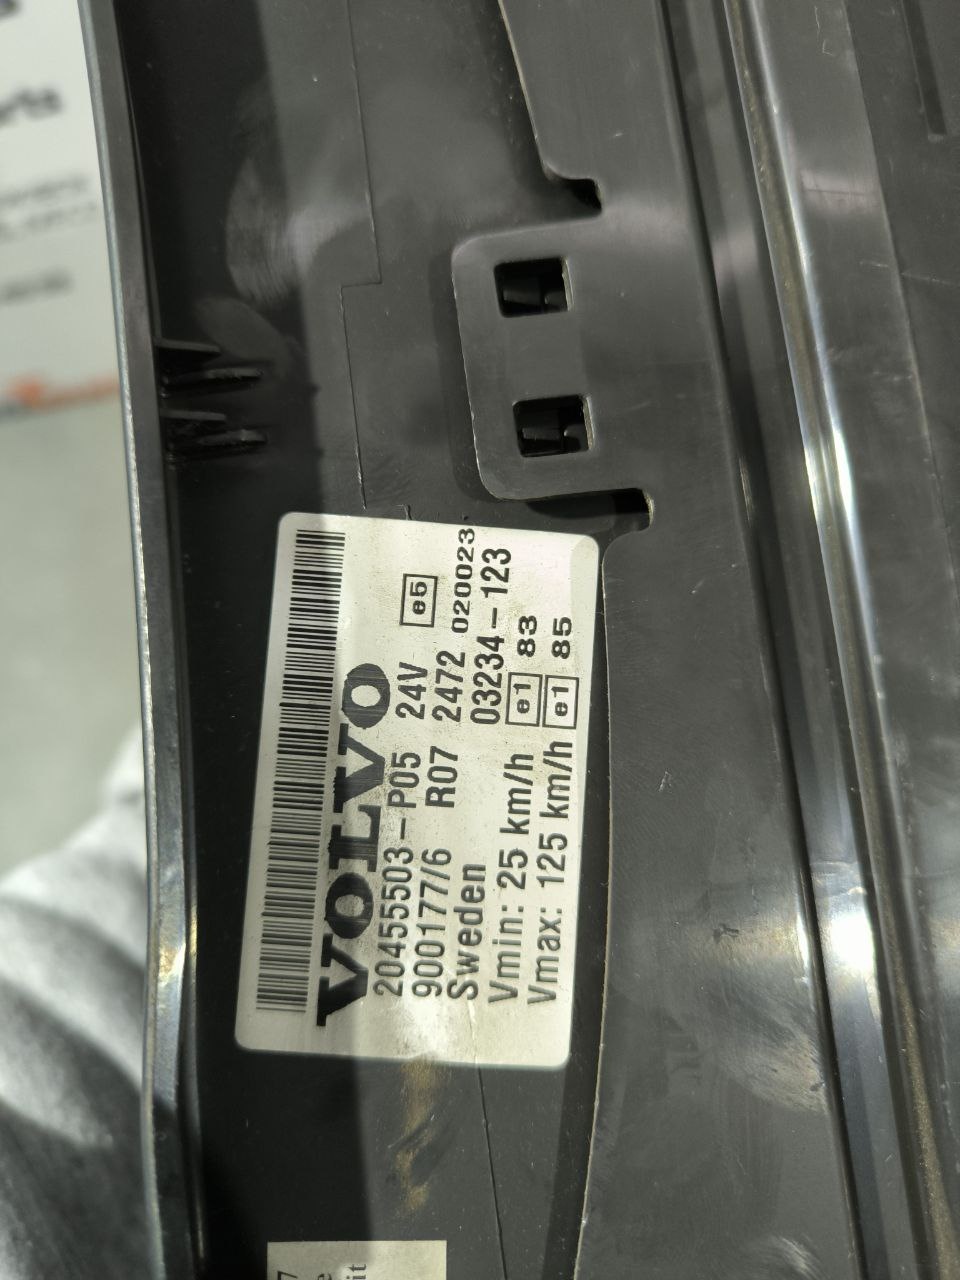 VOLVO
20455503-P05 24V e5
900177/6 R07 2472 020023
Sweden 03234-123
Vmin: 25 km/h e1 83
Vmax: 125 km/h e1 85